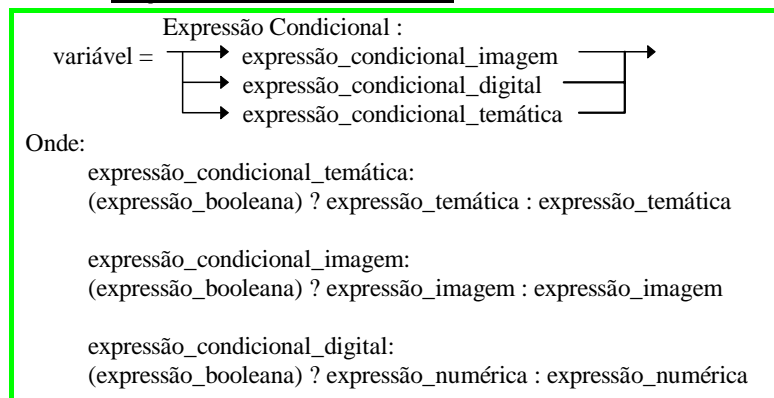 Expressão Condicional :
variável = expressão_condicional_imagem
expressão_condicional_digital
expressão_condicional_temática
Onde:
expressão_condicional_temática:
(expressão_booleana) ? expressão_temática : expressão_temática
expressão_condicional_imagem:
(expressão_booleana) ? expressão_imagem : expressão_imagem
expressão_condicional_digital:
(expressão_booleana) ? expressão_numérica : expressão_numérica